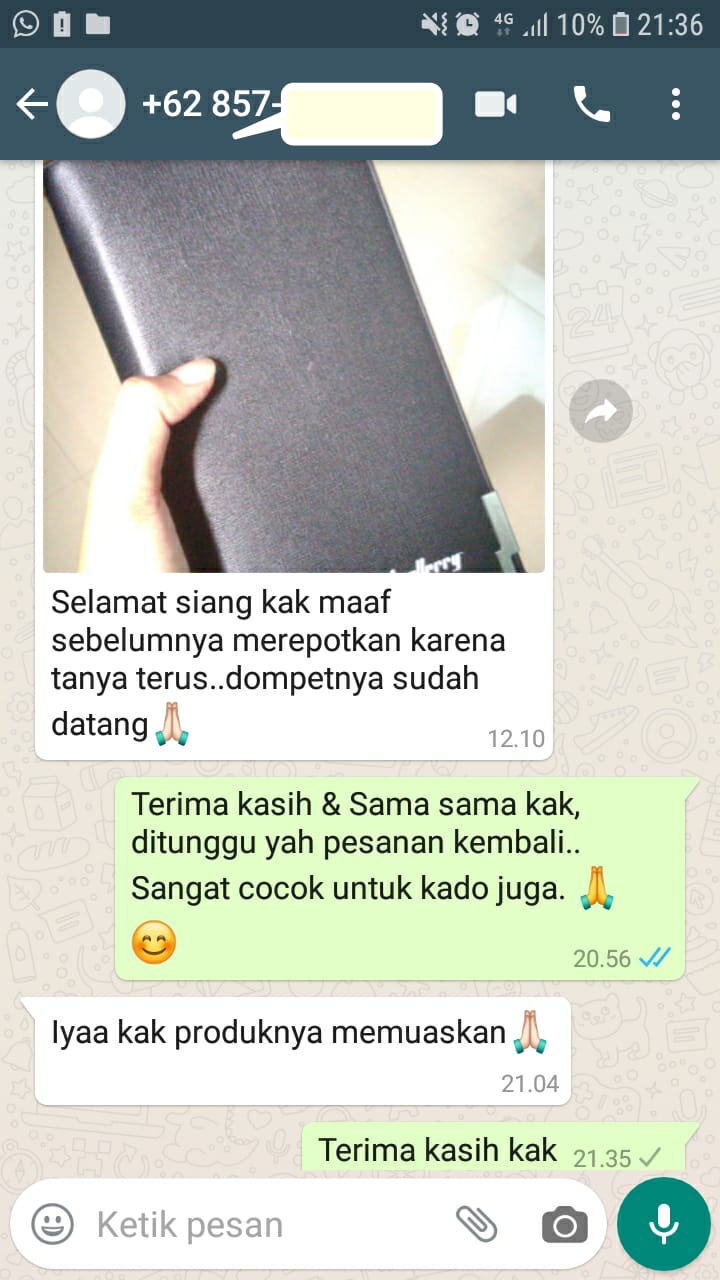 4G 10% 21:36
+62 857-
Selamat siang kak maaf
sebelumnya merepotkan karena
tanya terus..dompetnya sudah
datang🙏🏻
12.10
Terima kasih & Sama sama kak,
ditunggu yah pesanan kembali..
Sangat cocok untuk kado juga. 🙏
😊
20.56
Iyaa kak produknya memuaskan🙏🏻
21.04
Terima kasih kak 21.35
Ketik pesan